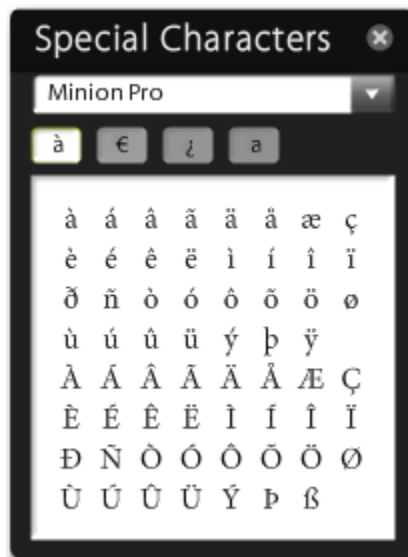 Special Characters
Minion Pro
à € ¿ a
à á â ã ä å æ ç
è é ê ë ì í î ï
ð ñ ò ó ô õ ö ø
ù ú û ü ý þ ÿ
À Á Â Ã Ä Å Æ Ç
È É Ê Ë Ì Í Î Ï
Ð Ñ Ò Ó Ô Õ Ö Ø
Ù Ú Û Ü Ý Þ ß